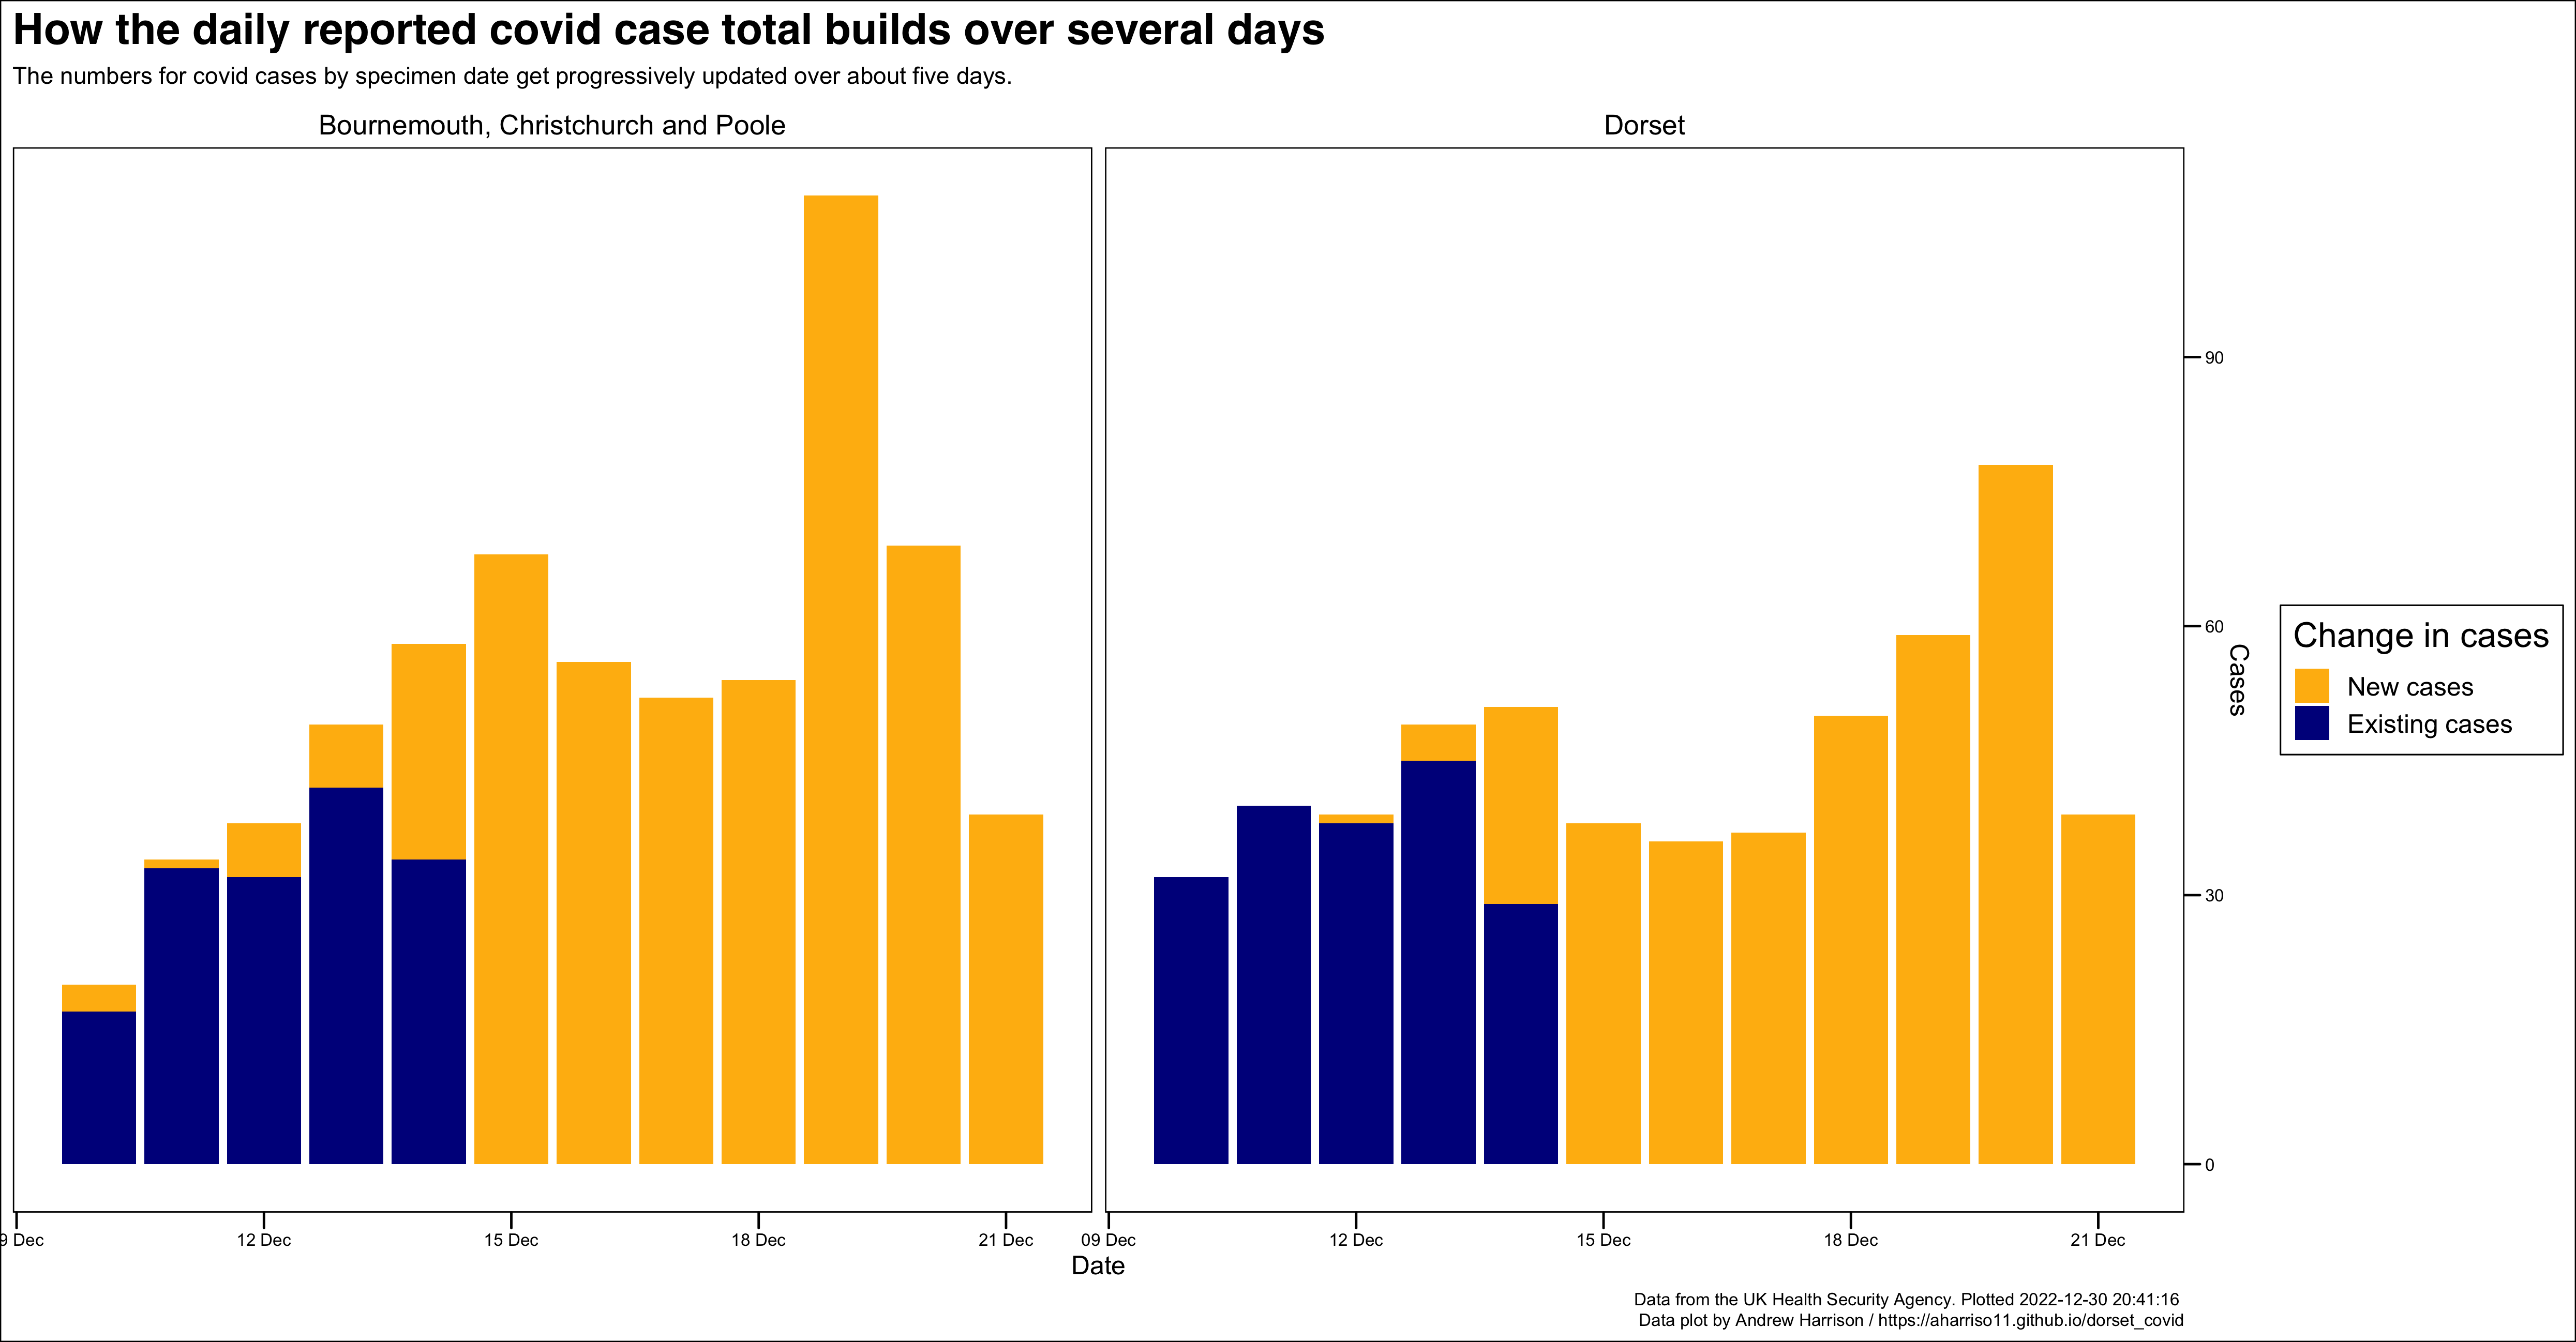 How the daily reported covid case total builds over several days
The numbers for covid cases by specimen date get progressively updated over about five days.
Bournemouth, Christchurch and Poole
Dorset
90
60
30
0
Cases
Change in cases
New cases
Existing cases
9 Dec
12 Dec
15 Dec
18 Dec
21 Dec
09 Dec
12 Dec
15 Dec
18 Dec
21 Dec
Date
Data from the UK Health Security Agency. Plotted 2022-12-30 20:41:16
Data plot by Andrew Harrison / https://aharriso11.github.io/dorset_covid